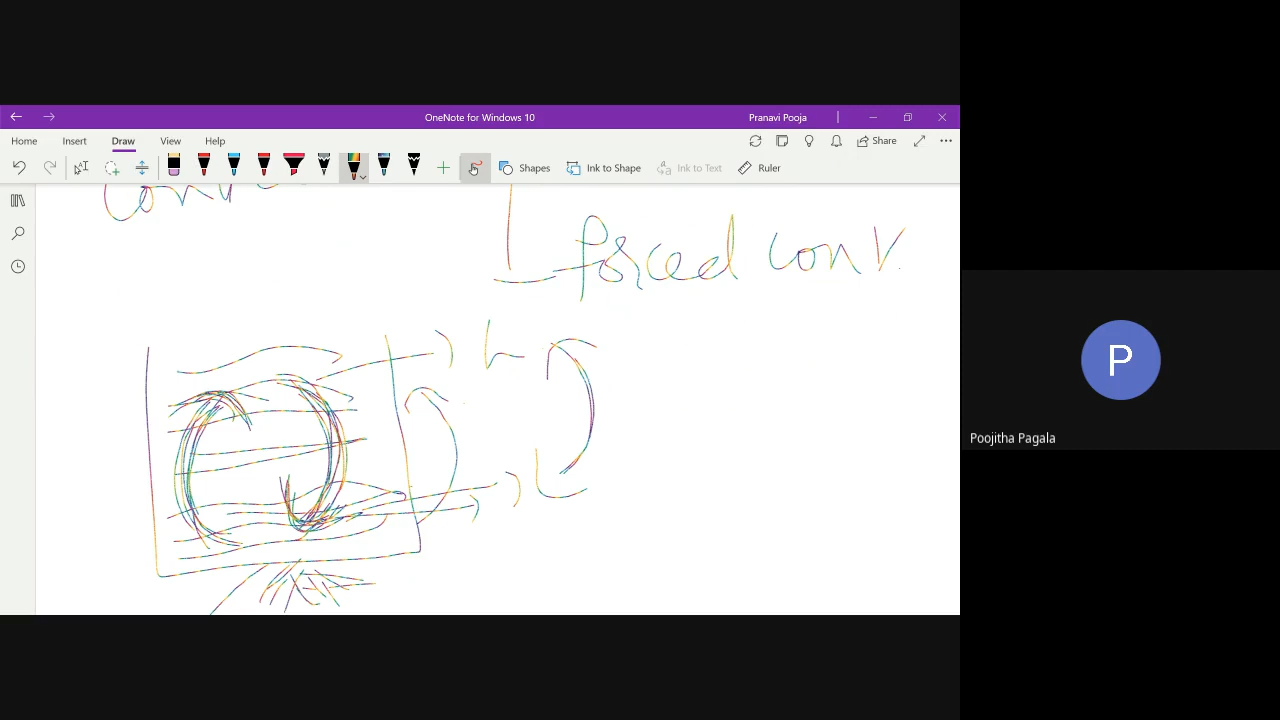 OneNote for Windows 10
Pranavi Pooja
Home Insert Draw View Help
Share
Shapes Ink to Shape Ink to Text Ruler
forced conv.
L
L
P
Poojitha Pagala